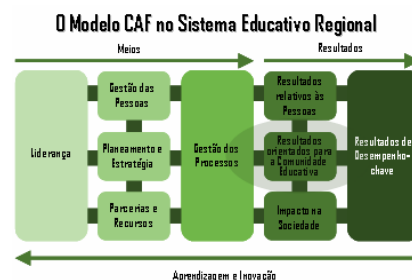 O Modelo CAF no Sistema Educativo Regional
Meios
Resultados
Liderança
Gestão das
Pessoas
Planeamento e
Estratégia
Parcerias e
Recursos
Gestão dos
Processos
Resultados
relativos às
Pessoas
Resultados
orientados para
a Comunidade
Educativa
Impacto na
Sociedade
Resultados de
Desempenho-
chave
Aprendizagem e Inovação